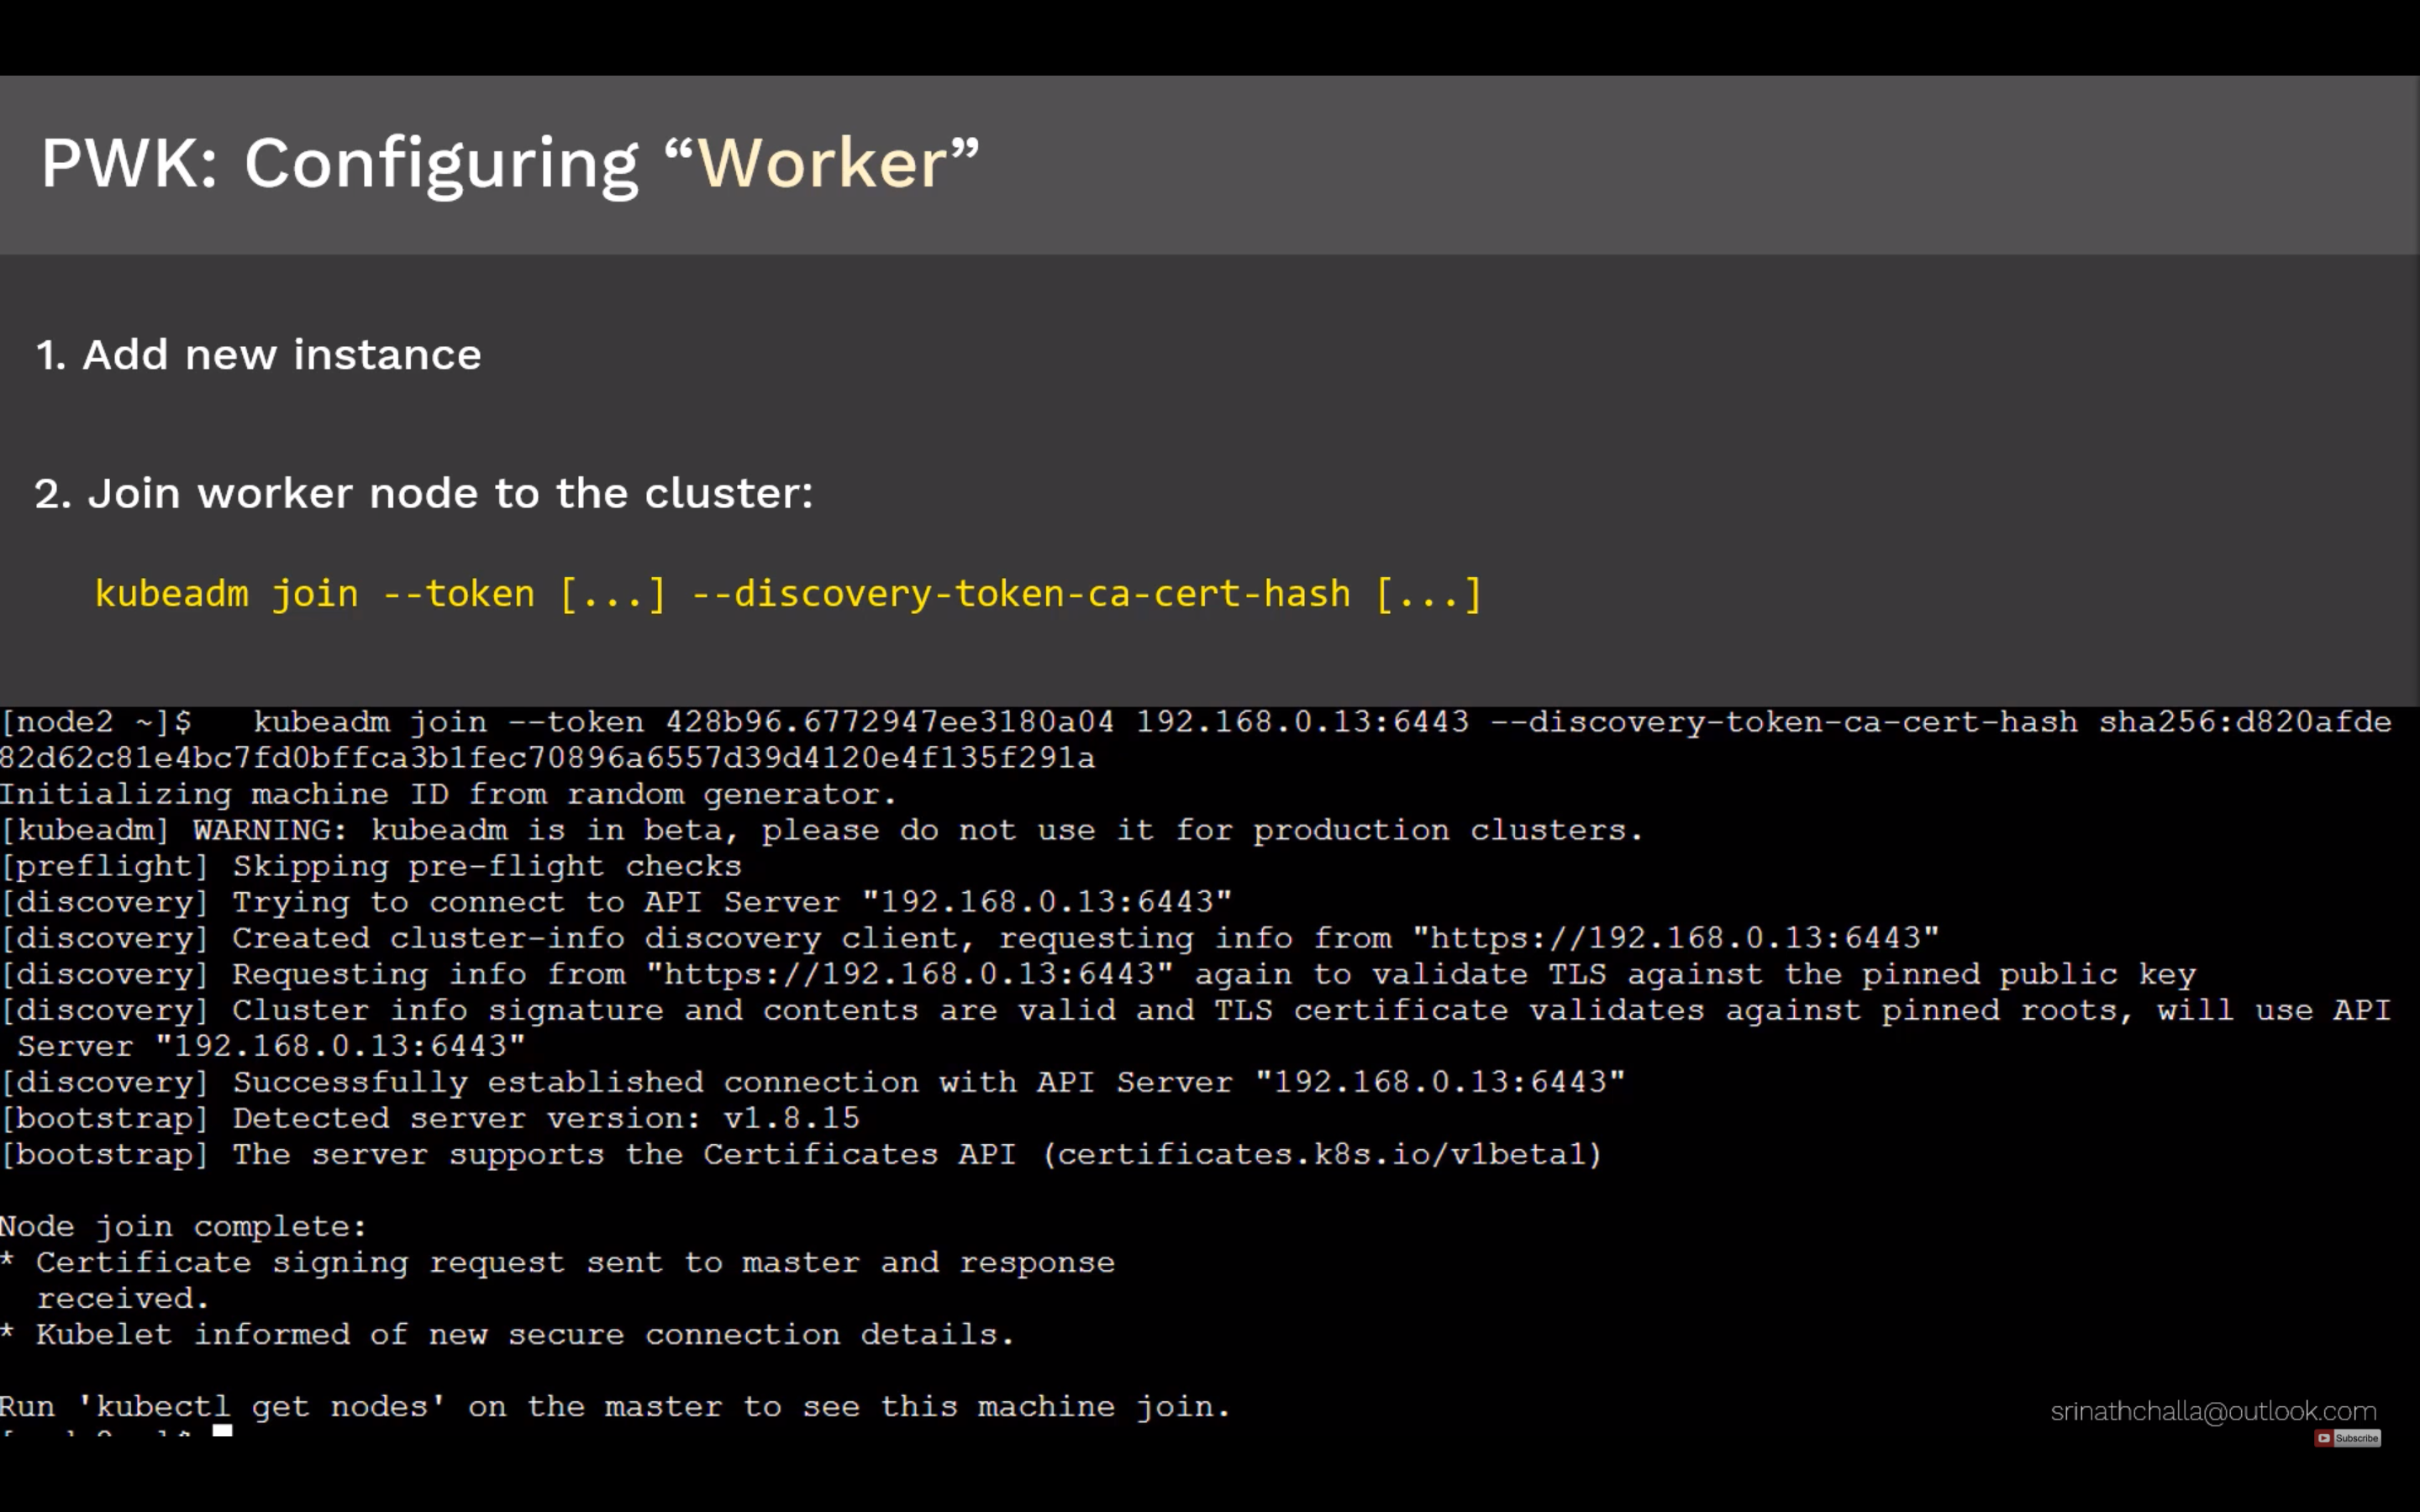 PWK: Configuring “Worker”
1. Add new instance
2. Join worker node to the cluster:
kubeadm join --token [...] --discovery-token-ca-cert-hash [...]
[node2 ~]$   kubeadm join --token 428b96.6772947ee3180a04 192.168.0.13:6443 --discovery-token-ca-cert-hash sha256:d820afde
82d62c81e4bc7fd0bffca3b1fec70896a6557d39d4120e4f135f291a
Initializing machine ID from random generator.
[kubeadm] WARNING: kubeadm is in beta, please do not use it for production clusters.
[preflight] Skipping pre-flight checks
[discovery] Trying to connect to API Server "192.168.0.13:6443"
[discovery] Created cluster-info discovery client, requesting info from "https://192.168.0.13:6443"
[discovery] Requesting info from "https://192.168.0.13:6443" again to validate TLS against the pinned public key
[discovery] Cluster info signature and contents are valid and TLS certificate validates against pinned roots, will use API
Server "192.168.0.13:6443"
[discovery] Successfully established connection with API Server "192.168.0.13:6443"
[bootstrap] Detected server version: v1.8.15
[bootstrap] The server supports the Certificates API (certificates.k8s.io/v1beta1)
Node join complete:
* Certificate signing request sent to master and response
received.
* Kubelet informed of new secure connection details.
Run 'kubectl get nodes' on the master to see this machine join.
srinathchalla@outlook.com
Subscribe